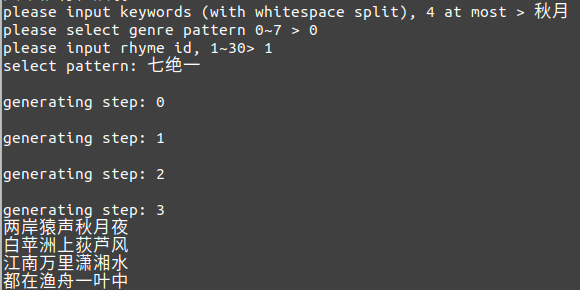 please input keywords (with whitespace split), 4 at most > 秋月
please select genre pattern 0~7 > 0
please input rhyme id, 1~30> 1
select pattern: 七绝一
generating step: 0
generating step: 1
generating step: 2
generating step: 3
两岸猿声秋月夜
白苹洲上荻芦风
江南万里潇湘水
都在渔舟一叶中